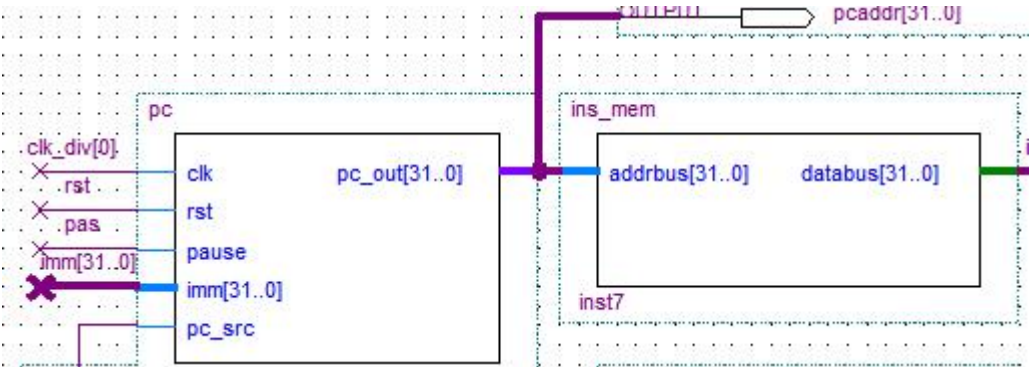 OUTPUT
pcaddr[31..0]
pc
ins_mem
clk_div[0]
clk
pc_out[31..0]
addrbus[31..0]
databus[31..0]
rst
rst
pas
pause
imm[31..0]
imm[31..0]
inst7
pc_src